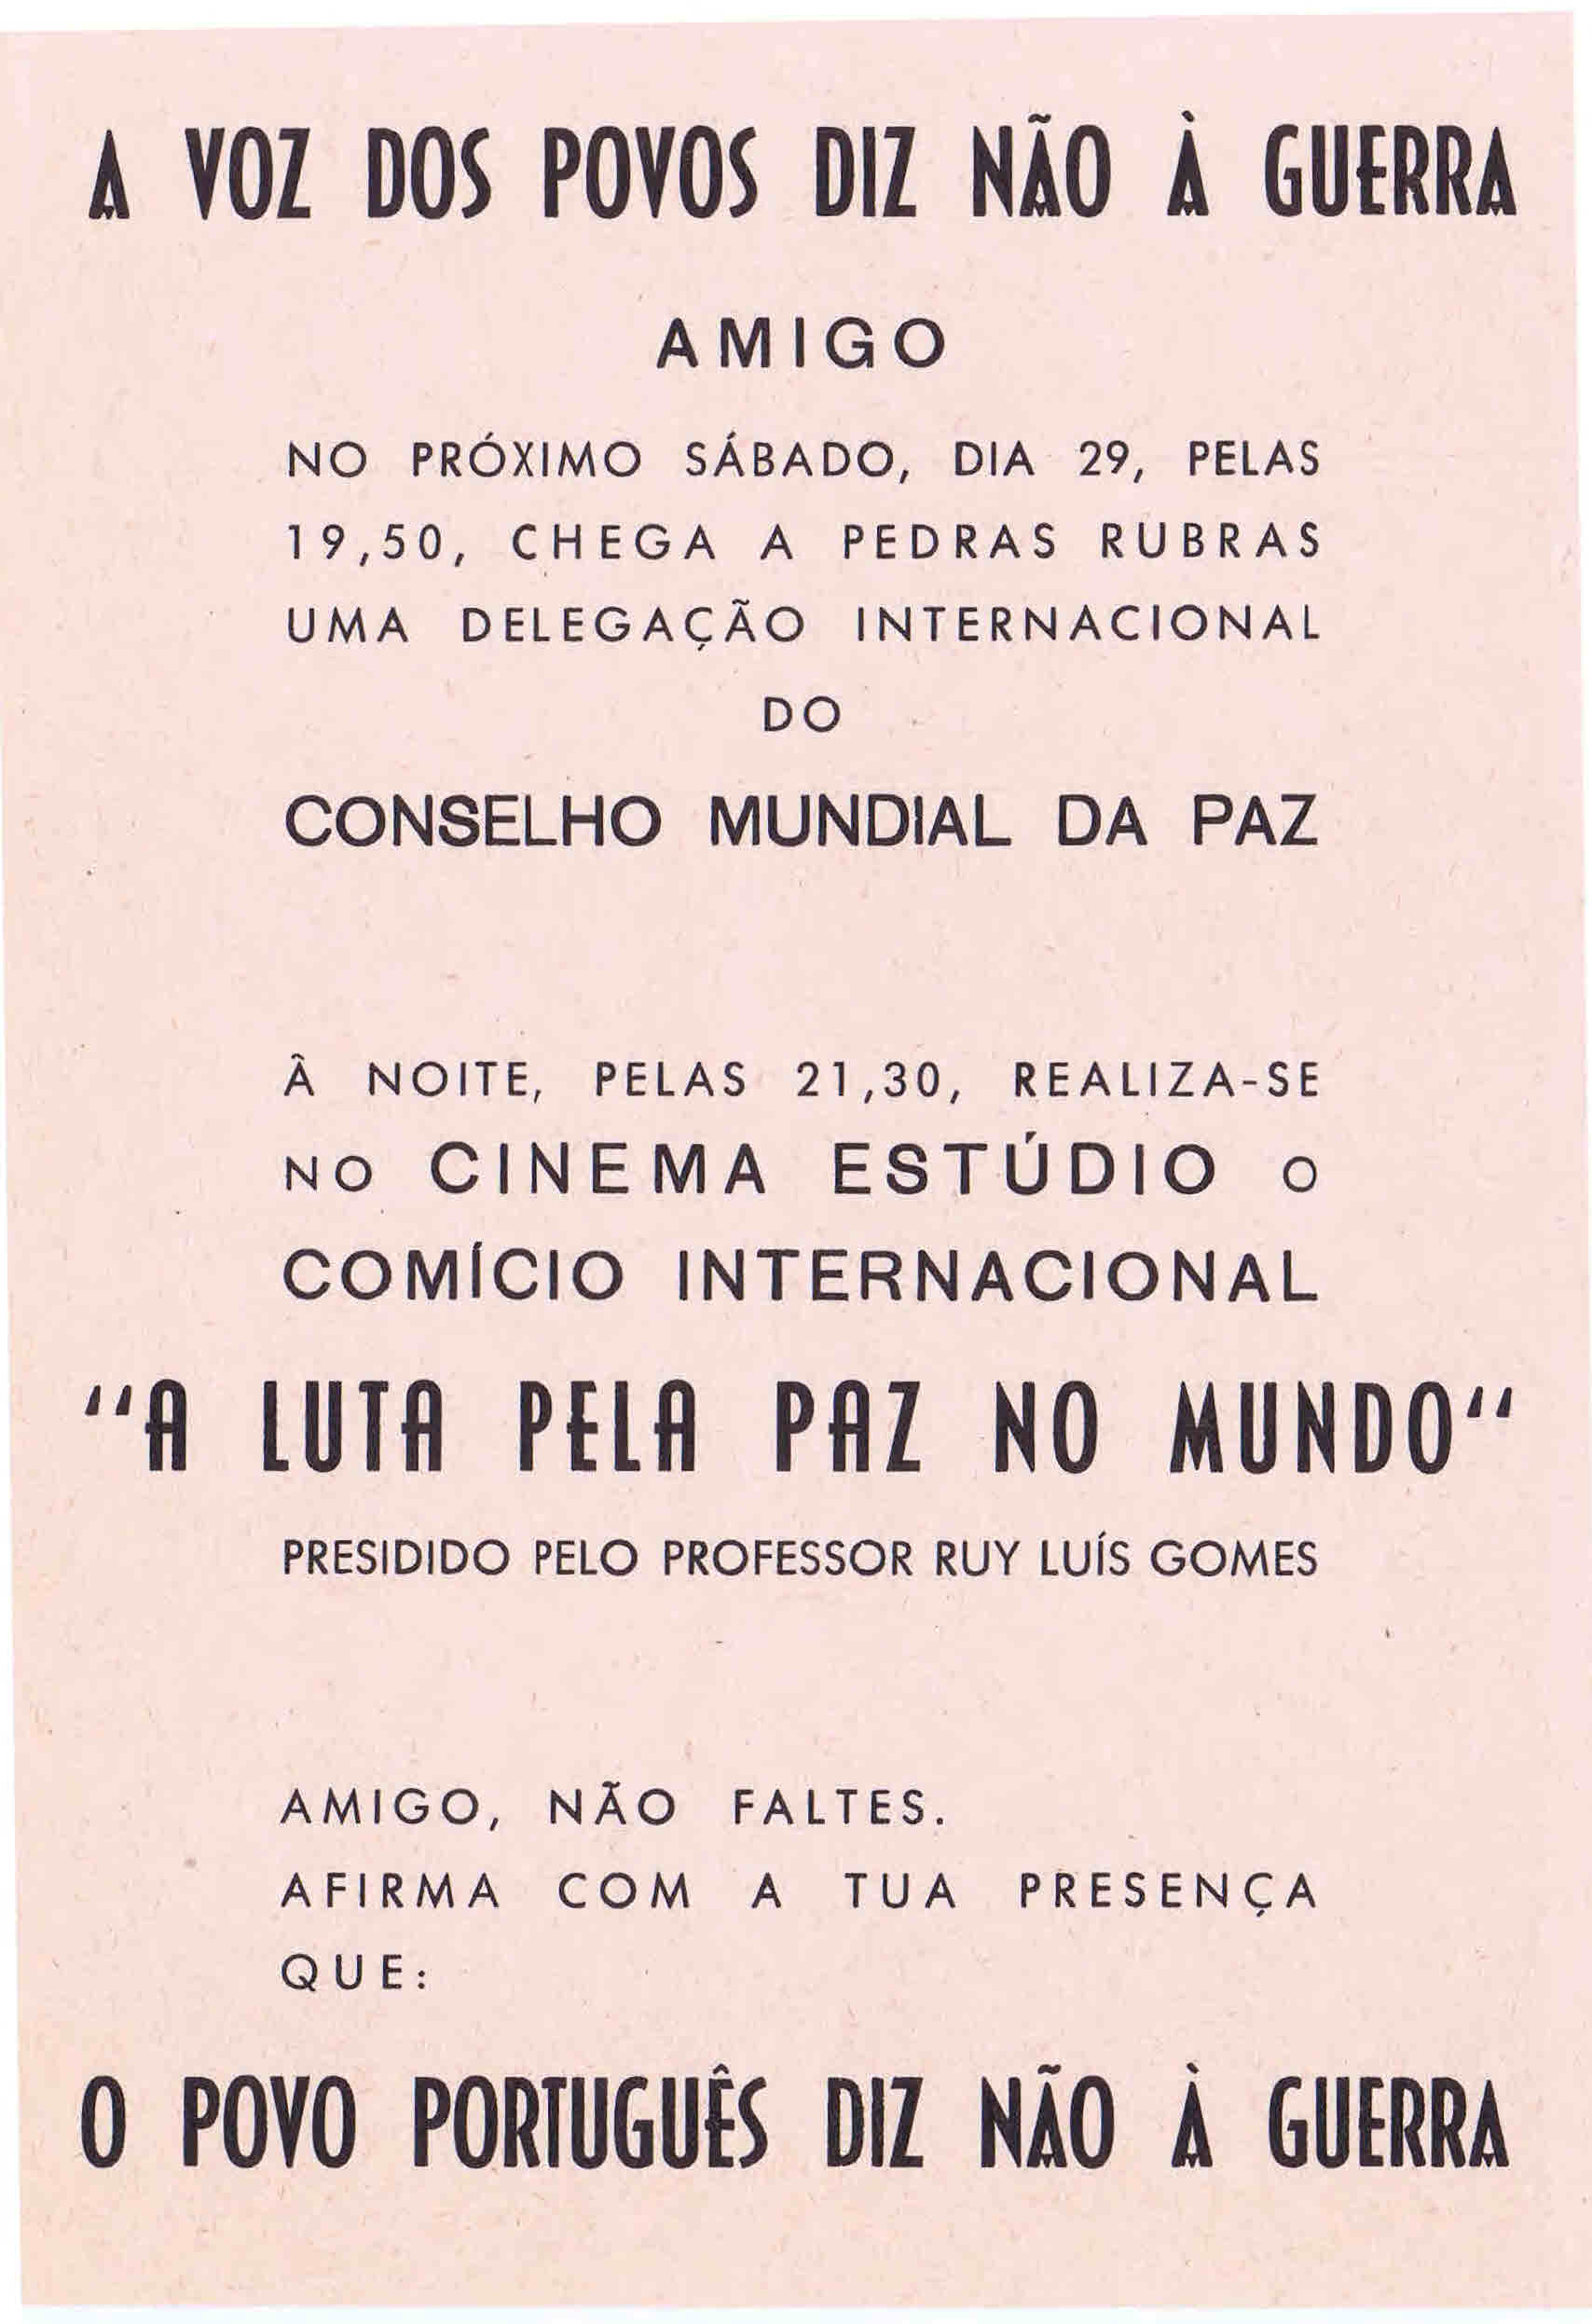 A VOZ DOS POVOS DIZ NÃO À GUERRA
AMIGO
NO PRÓXIMO SÁBADO, DIA 29, PELAS
19,50, CHEGA A PEDRAS RUBRAS
UMA DELEGAÇÃO INTERNACIONAL
DO
CONSELHO MUNDIAL DA PAZ
Â NOITE, PELAS 21,30, REALIZA-SE
NO CINEMA ESTÚDIO O
COMÍCIO INTERNACIONAL
"A LUTA PELA PAZ NO MUNDO"
PRESIDIDO PELO PROFESSOR RUY LUÍS GOMES
AMIGO, NÃO FALTES.
AFIRMA COM A TUA PRESENÇA
QUE:
O POVO PORTUGUÊS DIZ NÃO À GUERRA